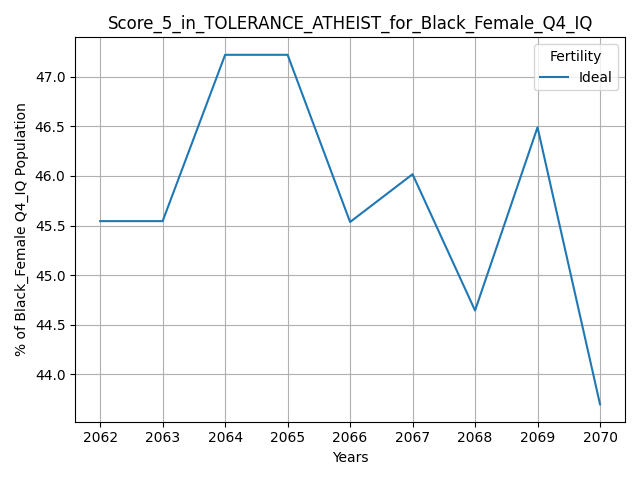 Score_5_in_TOLERANCE_ATHEIST_for_Black_Female_Q4_IQ
Fertility
Ideal
% of Black_Female Q4_IQ Population
47.0
46.5
46.0
45.5
45.0
44.5
44.0
2062 2063 2064 2065 2066 2067 2068 2069 2070
Years